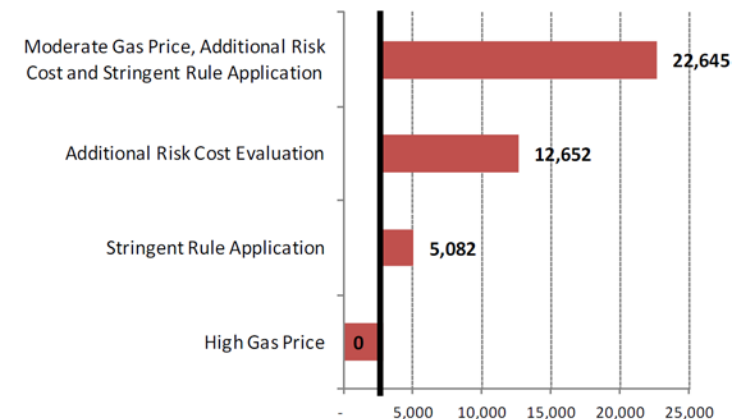 Moderate Gas Price, Additional Risk
Cost and Stringent Rule Application
22,645
Additional Risk Cost Evaluation
12,652
Stringent Rule Application
5,082
High Gas Price
0
- 5,000 10,000 15,000 20,000 25,000